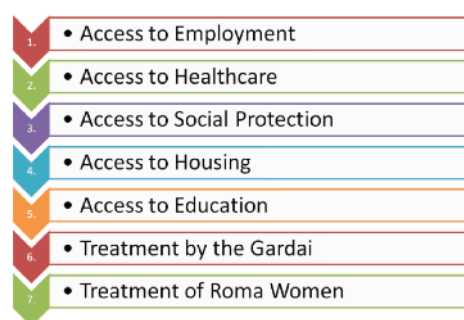 1. • Access to Employment
2. • Access to Healthcare
3. • Access to Social Protection
4. • Access to Housing
5. • Access to Education
6. • Treatment by the Gardai
7. • Treatment of Roma Women